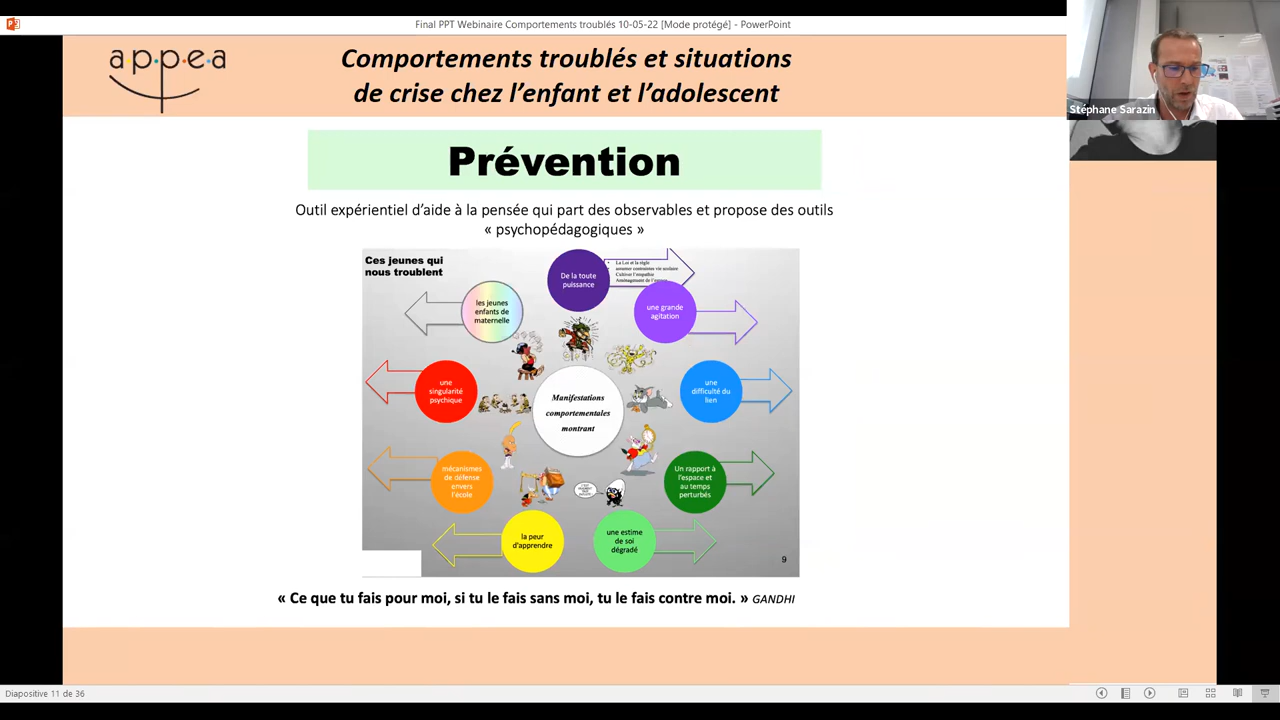 Final PPT Webinaire Comportements troublés 10-05-22 [Mode protégé] - PowerPoint
appea
Comportements troublés et situations
de crise chez l'enfant et l'adolescent
Stéphane Sarazin
Prévention
Outil expérientiel d'aide à la pensée qui part des observables et propose des outils
« psychopédagogiques »
Ces jeunes qui
nous troublent
De la toute
puissance
La Loi et la règle
assumer contrainte vie scolaire
Cultiver l'empathie
une grande
agitation
les jeunes
enfants de
maternelle
une
difficulté du
lien
une
singularité
psychique
Manifestations
comportementales
montrant
Un rapport à
l'espace et
au temps
perturbés
mécanismes
de défense
envers
l'école
une estime
de soi
dégradé
la peur
d'apprendre
9
« Ce que tu fais pour moi, si tu le fais sans moi, tu le fais contre moi. » GANDHI
Diapositive 11 de 36